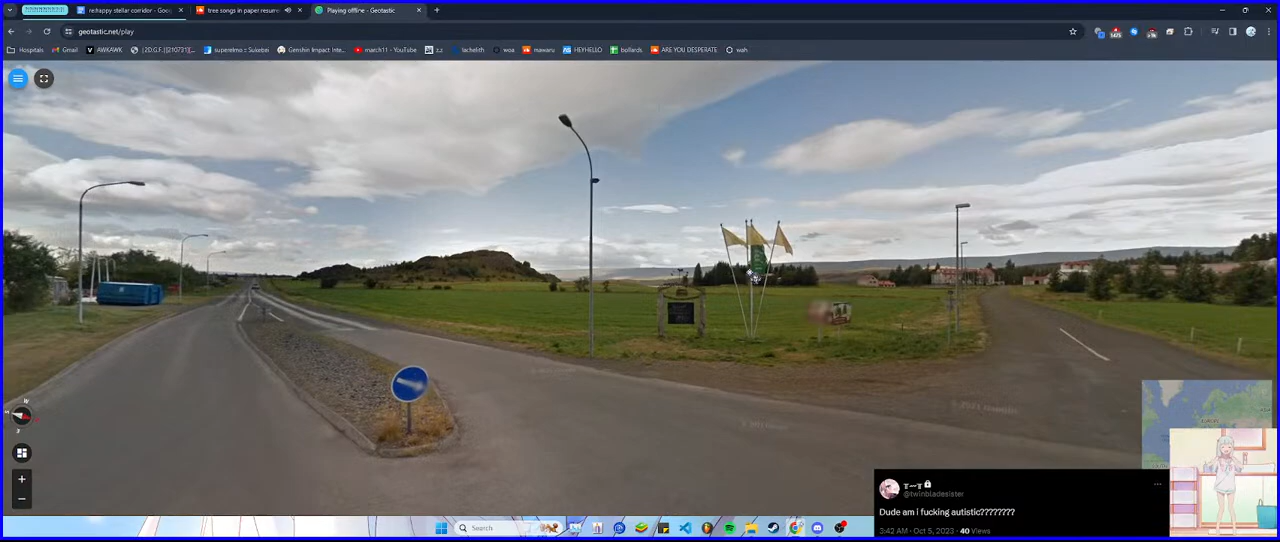 re:frappy stellar corridor - Goo
tree songs in paper resurre
Playing offline - Geotastic
geotastic.net/play
Hospitals
Gmail
AWKAWK
superelmo :: Sukebei
Genshin Impact Inte...
march11 - YouTube
z.z
lachelith
woa
mawaru
HEYHELLO
bollards
ARE YOU DESPERATE
wah.
Search
@twinbladesister
Dude am i fucking autistic????????
3:42 AM · Oct 5, 2023 · 40 Views